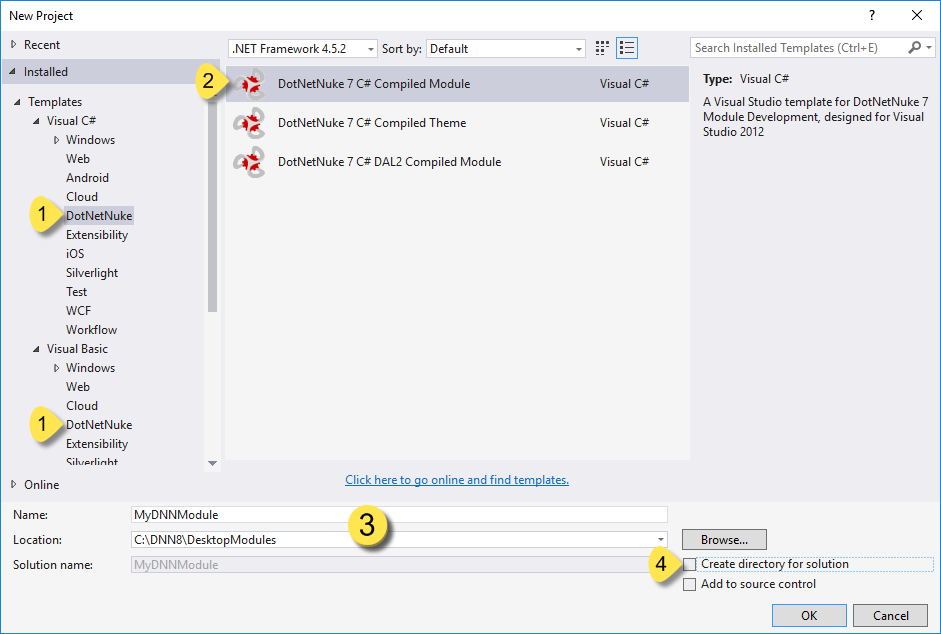 New Project
?
Recent
.NET Framework 4.5.2
Sort by:
Default
Search Installed Templates (Ctrl+E)
Installed
Templates
Visual C#
Windows
Web
Android
Cloud
1
DotNetNuke
Extensibility
iOS
Silverlight
Test
WCF
Workflow
Visual Basic
Windows
Web
Cloud
1
DotNetNuke
Extensibility
Silverlight
Online
2
DotNetNuke 7 C# Compiled Module Visual C#
DotNetNuke 7 C# Compiled Theme Visual C#
DotNetNuke 7 C# DAL2 Compiled Module Visual C#
Click here to go online and find templates.
Type: Visual C#
A Visual Studio template for DotNetNuke 7
Module Development, designed for Visual
Studio 2012
Name: MyDNNModule
3
Location: C:\DNN8\DesktopModules
Browse...
Solution name: MyDNNModule
4
Create directory for solution
Add to source control
OK
Cancel